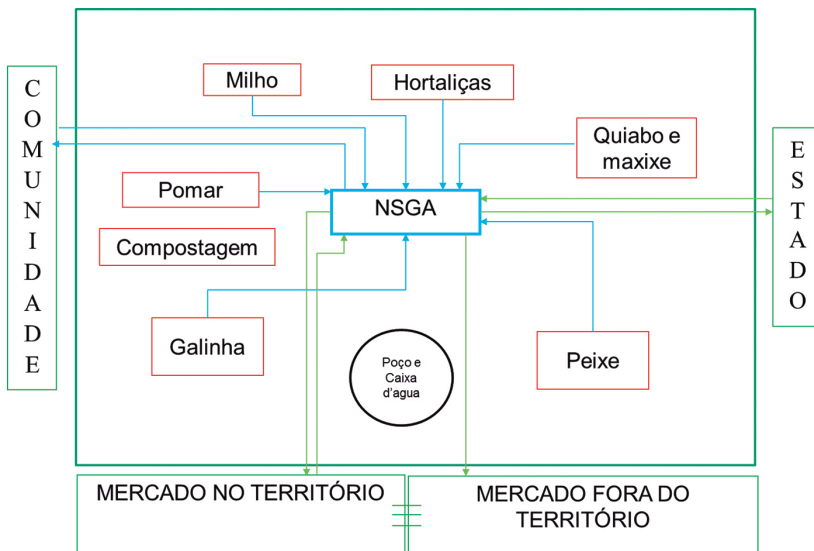 COMUNIDADE
Milho
Hortaliças
Quiabo e
maxixe
ESTADO
Pomar
NSGA
Compostagem
Galinha
Poço e
Caixa
d'agua
Peixe
MERCADO NO TERRITÓRIO
MERCADO FORA DO
TERRITÓRIO